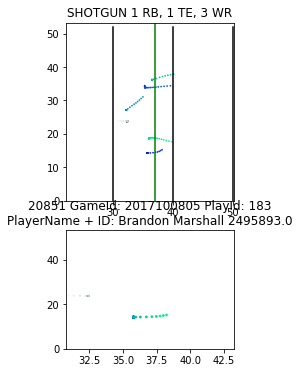 SHOTGUN 1 RB, 1 TE, 3 WR
50
40
30
20
10
0
30 40 50
GameId: 2017100805 PlayId: 183
PlayerName + ID: Brandon Marshall 2495893.0
40
20
0
32.5 35.0 37.5 40.0 42.5